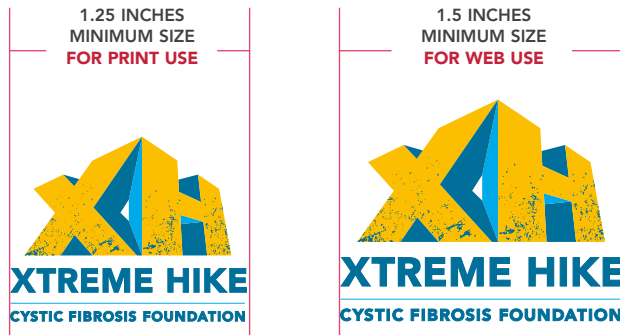 1.25 INCHES
MINIMUM SIZE
FOR PRINT USE
XTREME HIKE
CYSTIC FIBROSIS FOUNDATION
1.5 INCHES
MINIMUM SIZE
FOR WEB USE
XTREME HIKE
CYSTIC FIBROSIS FOUNDATION